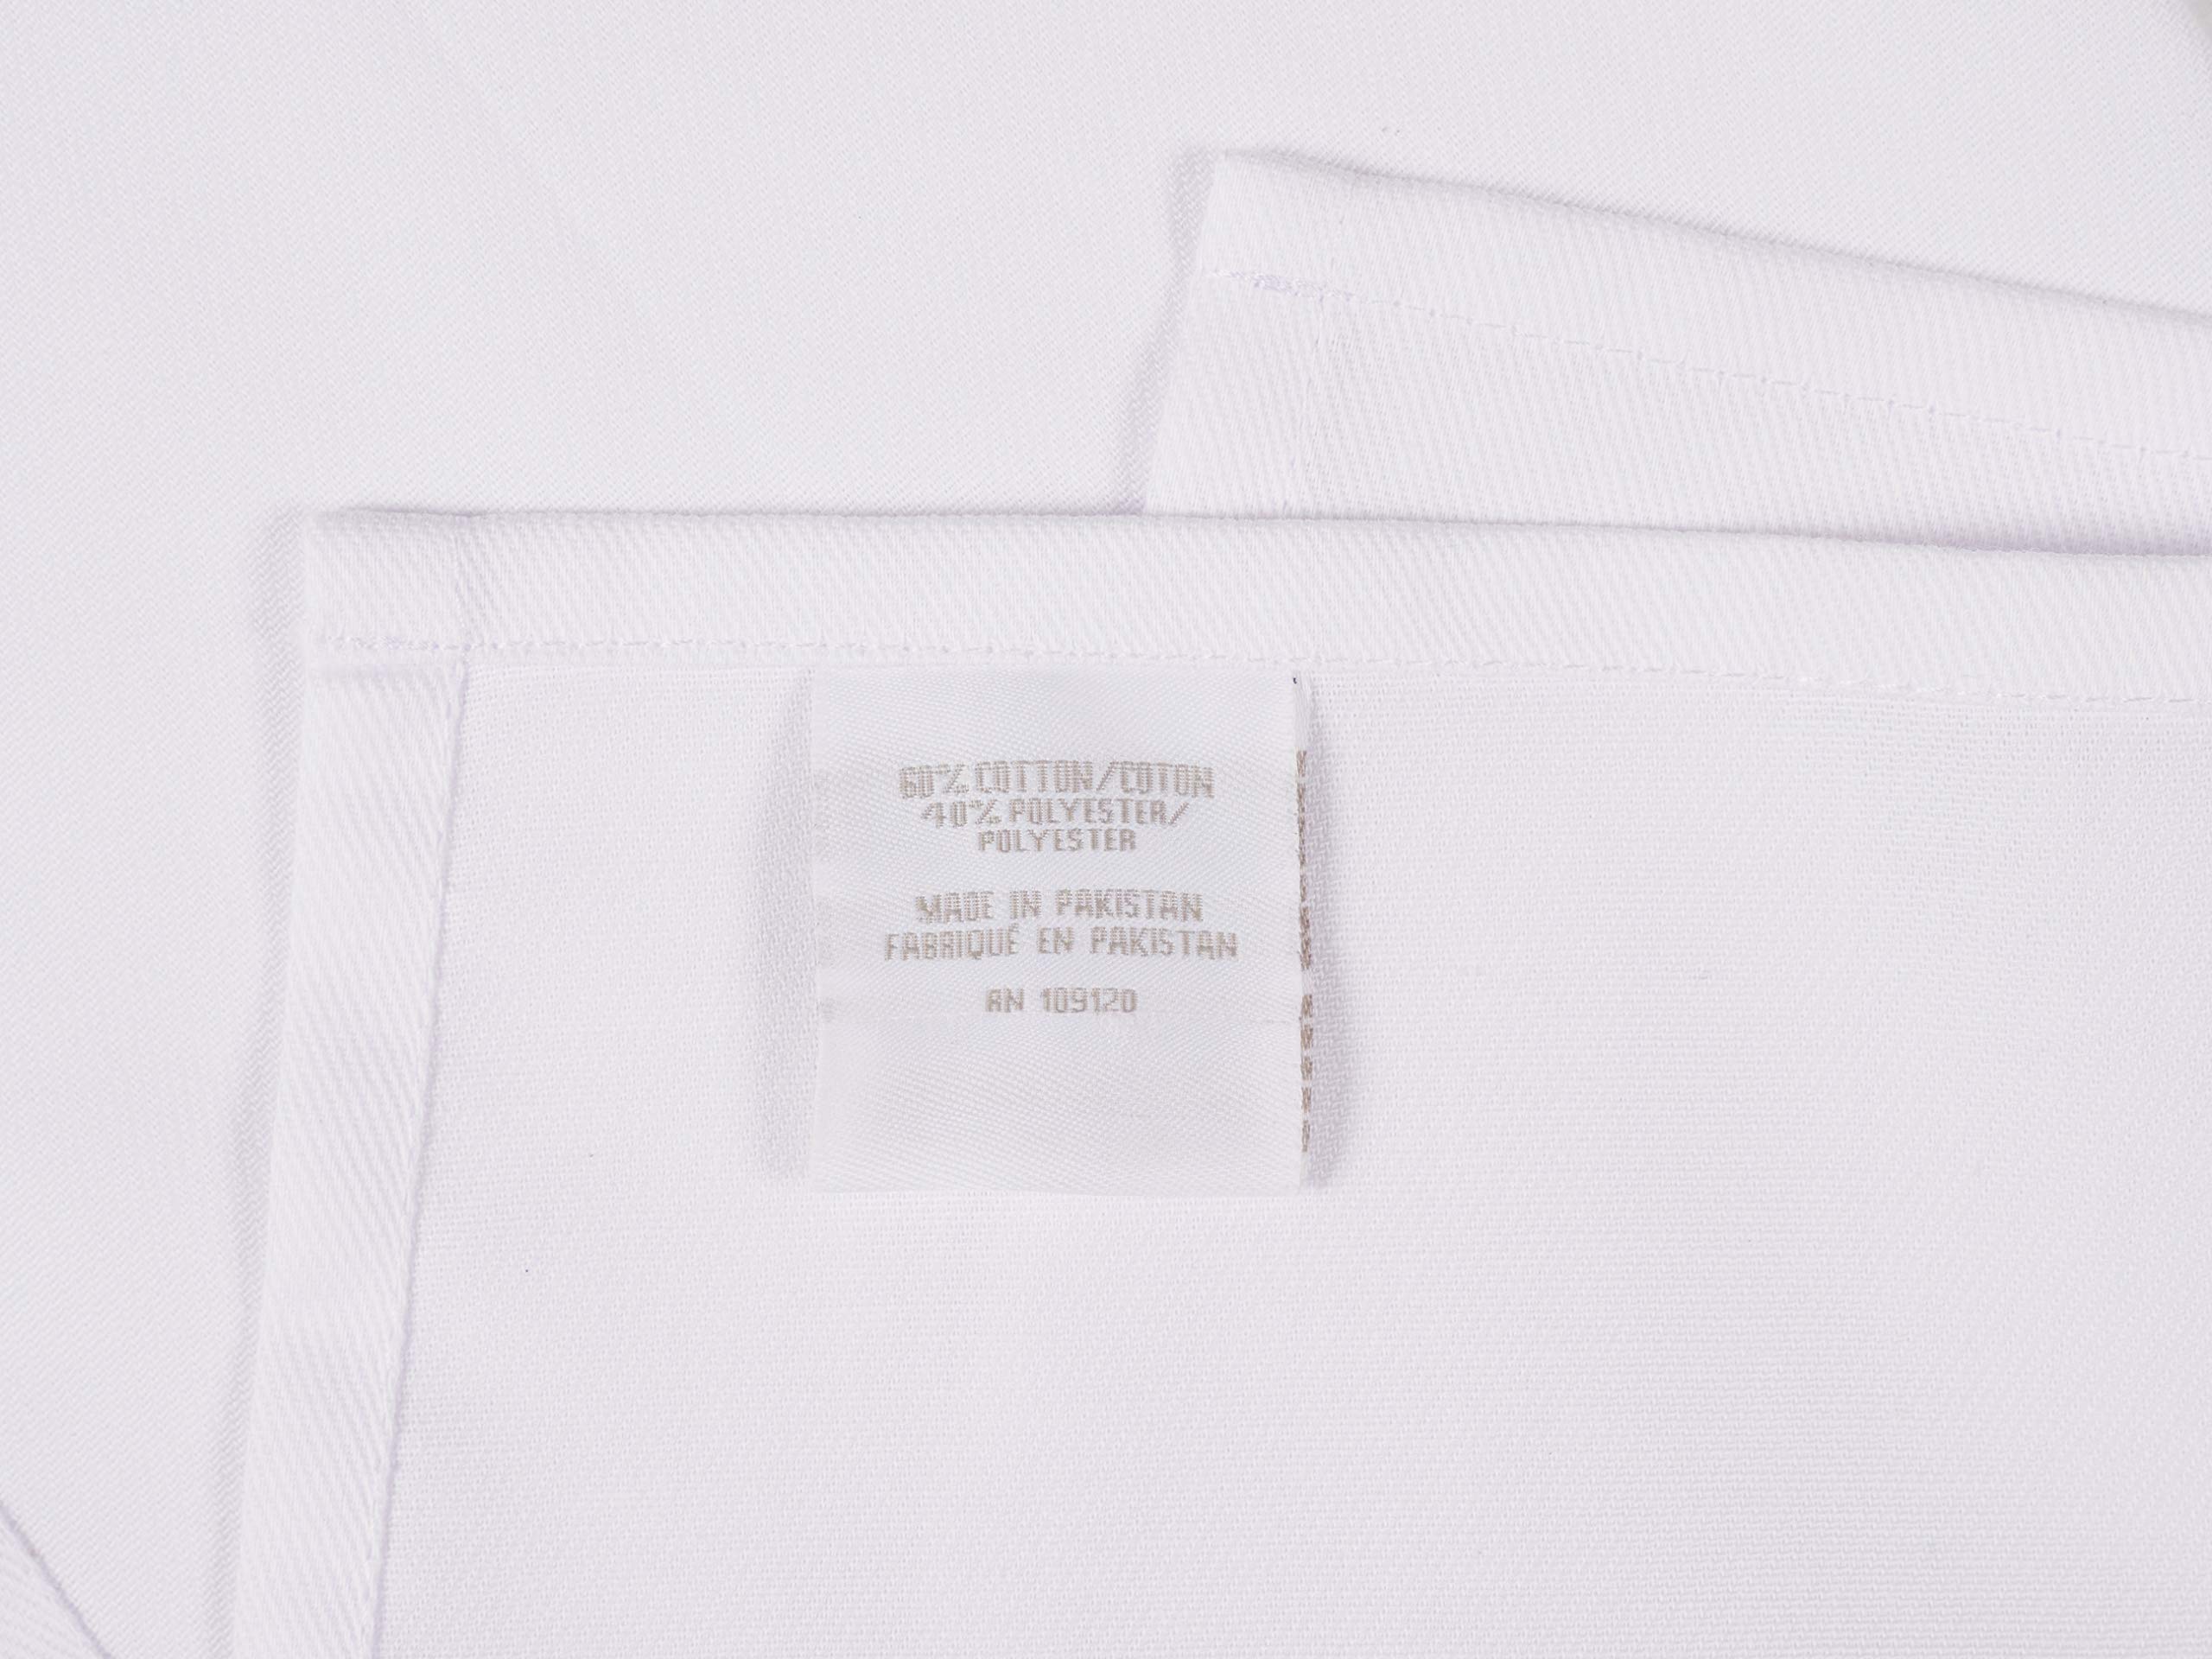 60% COTTON/COTON
40% POLYESTER/
POLYESTER
MADE IN PAKISTAN
FABRIQUÉ EN PAKISTAN
RN 109120